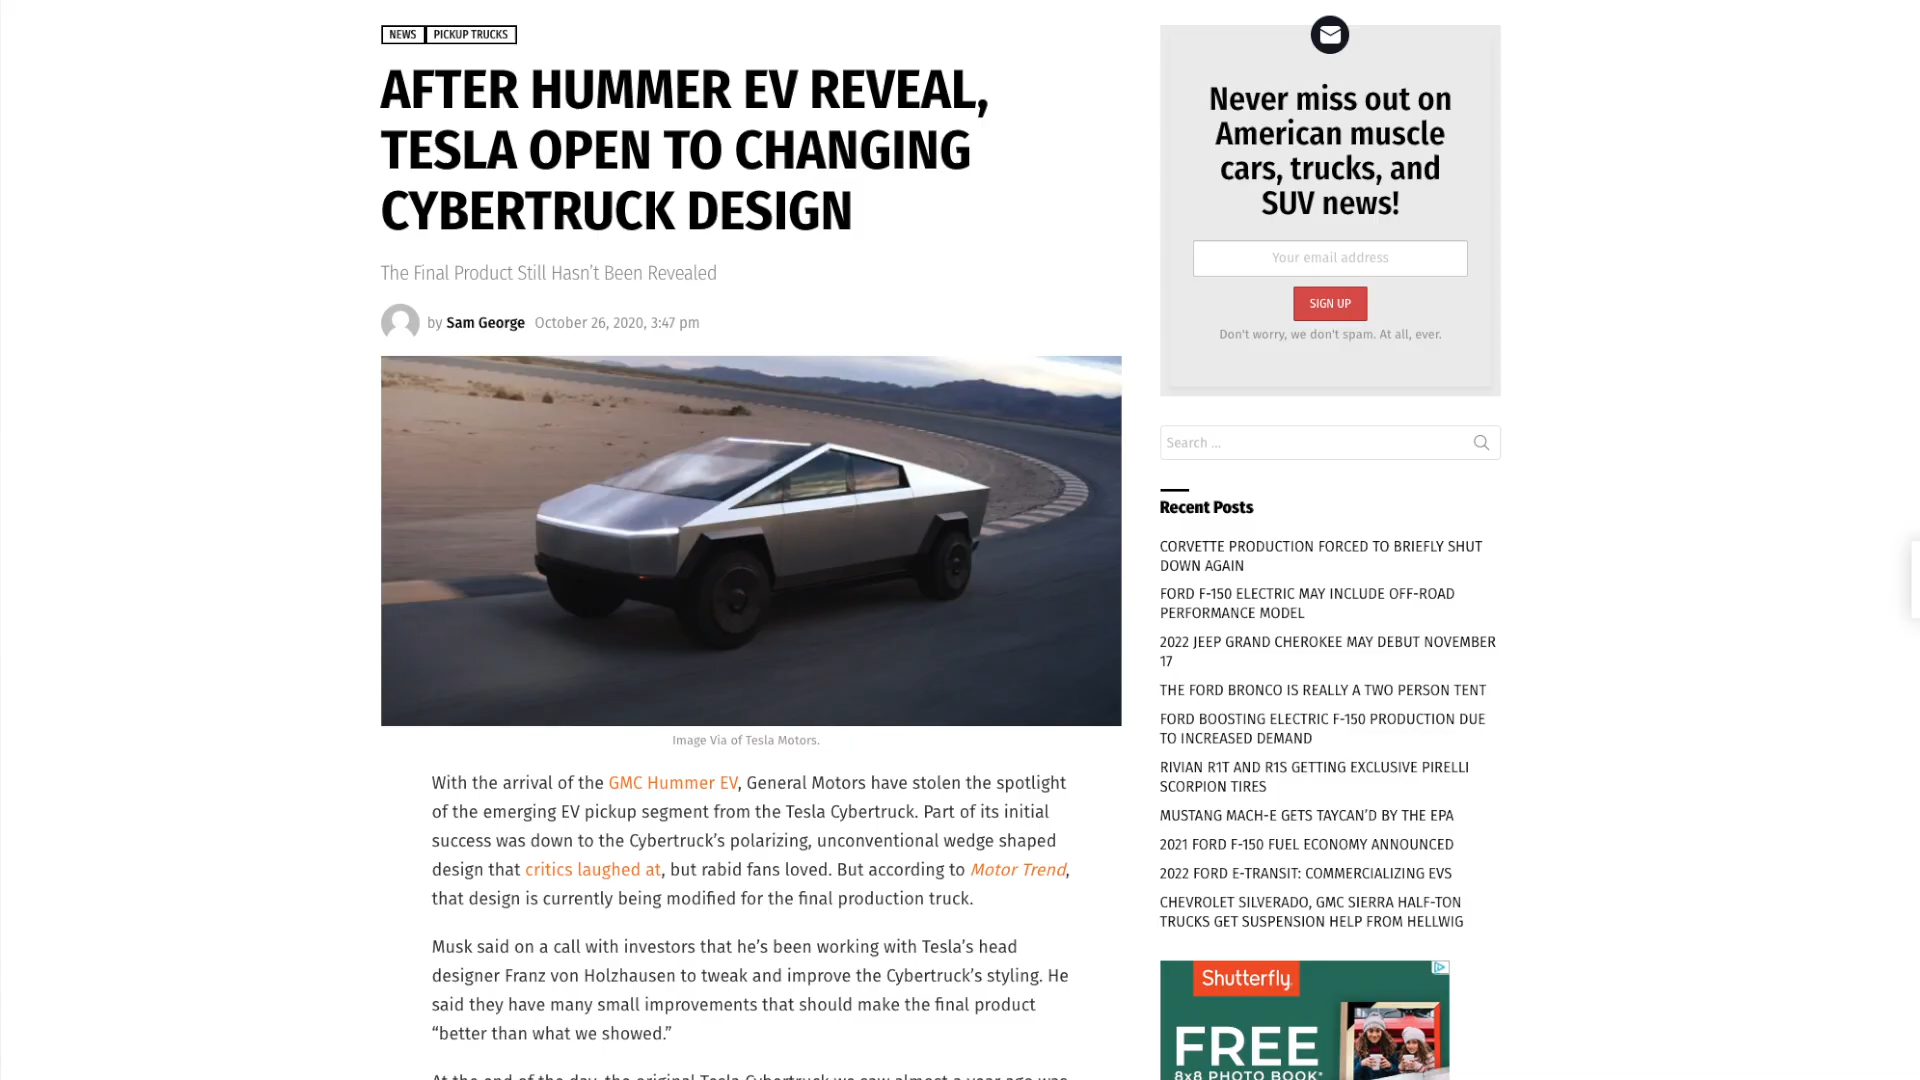 NEWS
PICKUP TRUCKS
AFTER HUMMER EV REVEAL,
TESLA OPEN TO CHANGING
CYBERTRUCK DESIGN
The Final Product Still Hasn’t Been Revealed
by Sam George October 26, 2020, 3:47 pm
Image Via of Tesla Motors.
With the arrival of the GMC Hummer EV, General Motors have stolen the spotlight
of the emerging EV pickup segment from the Tesla Cybertruck. Part of its initial
success was down to the Cybertruck’s polarizing, unconventional wedge shaped
design that critics laughed at, but rabid fans loved. But according to Motor Trend,
that design is currently being modified for the final production truck.
Musk said on a call with investors that he’s been working with Tesla’s head
designer Franz von Holzhausen to tweak and improve the Cybertruck’s styling. He
said they have many small improvements that should make the final product
“better than what we showed.”
At the end of the day, the original Tesla Cybertruck we saw almost a year ago was
Never miss out on
American muscle
cars, trucks, and
SUV news!
Your email address
SIGN UP
Don't worry, we don't spam. At all, ever.
Search ...
Recent Posts
CORVETTE PRODUCTION FORCED TO BRIEFLY SHUT
DOWN AGAIN
FORD F-150 ELECTRIC MAY INCLUDE OFF-ROAD
PERFORMANCE MODEL
2022 JEEP GRAND CHEROKEE MAY DEBUT NOVEMBER
17
THE FORD BRONCO IS REALLY A TWO PERSON TENT
FORD BOOSTING ELECTRIC F-150 PRODUCTION DUE
TO INCREASED DEMAND
RIVIAN R1T AND R1S GETTING EXCLUSIVE PIRELLI
SCORPION TIRES
MUSTANG MACH-E GETS TAYCAN’D BY THE EPA
2021 FORD F-150 FUEL ECONOMY ANNOUNCED
2022 FORD E-TRANSIT: COMMERCIALIZING EVS
CHEVROLET SILVERADO, GMC SIERRA HALF-TON
TRUCKS GET SUSPENSION HELP FROM HELLWIG
Shutterfly
FREE
8x8 PHOTO BOOK*